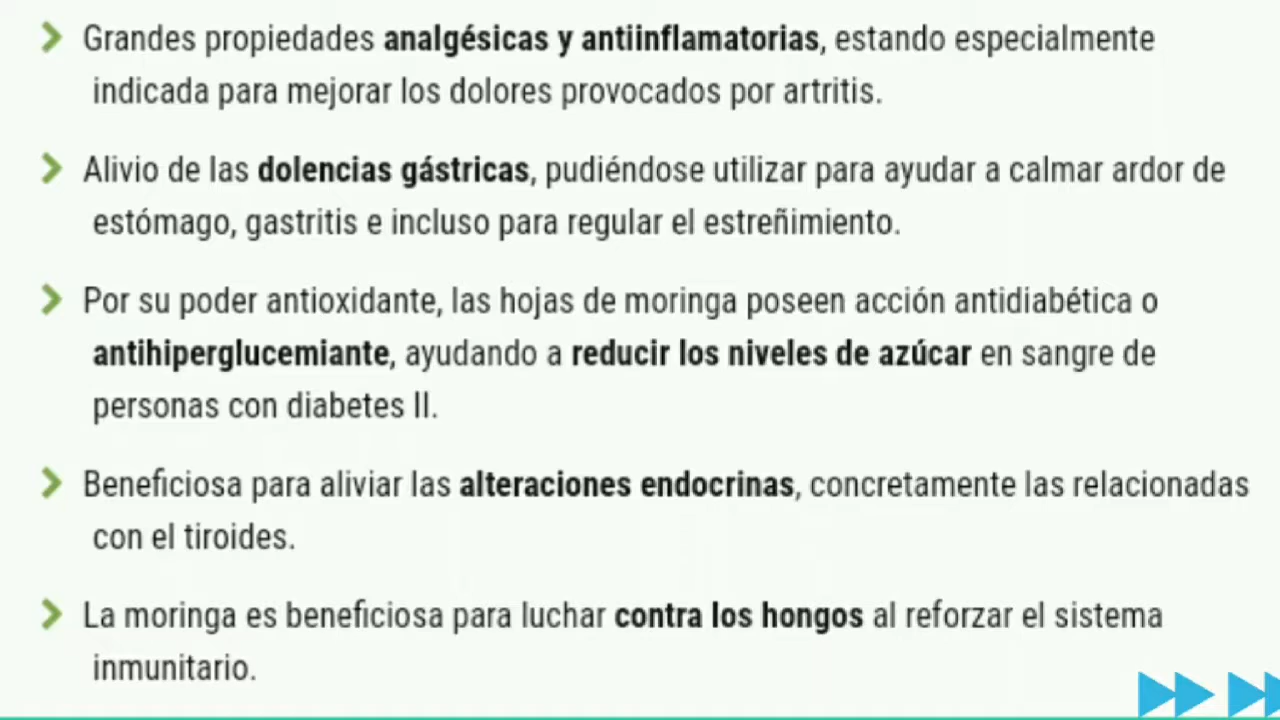 Grandes propiedades analgésicas y antiinflamatorias, estando especialmente
indicada para mejorar los dolores provocados por artritis.
Alivio de las dolencias gástricas, pudiéndose utilizar para ayudar a calmar ardor de
estómago, gastritis e incluso para regular el estreñimiento.
Por su poder antioxidante, las hojas de moringa poseen acción antidiabética o
antihiperglucemiante, ayudando a reducir los niveles de azúcar en sangre de
personas con diabetes II.
Beneficiosa para aliviar las alteraciones endocrinas, concretamente las relacionadas
con el tiroides.
La moringa es beneficiosa para luchar contra los hongos al reforzar el sistema
inmunitario.